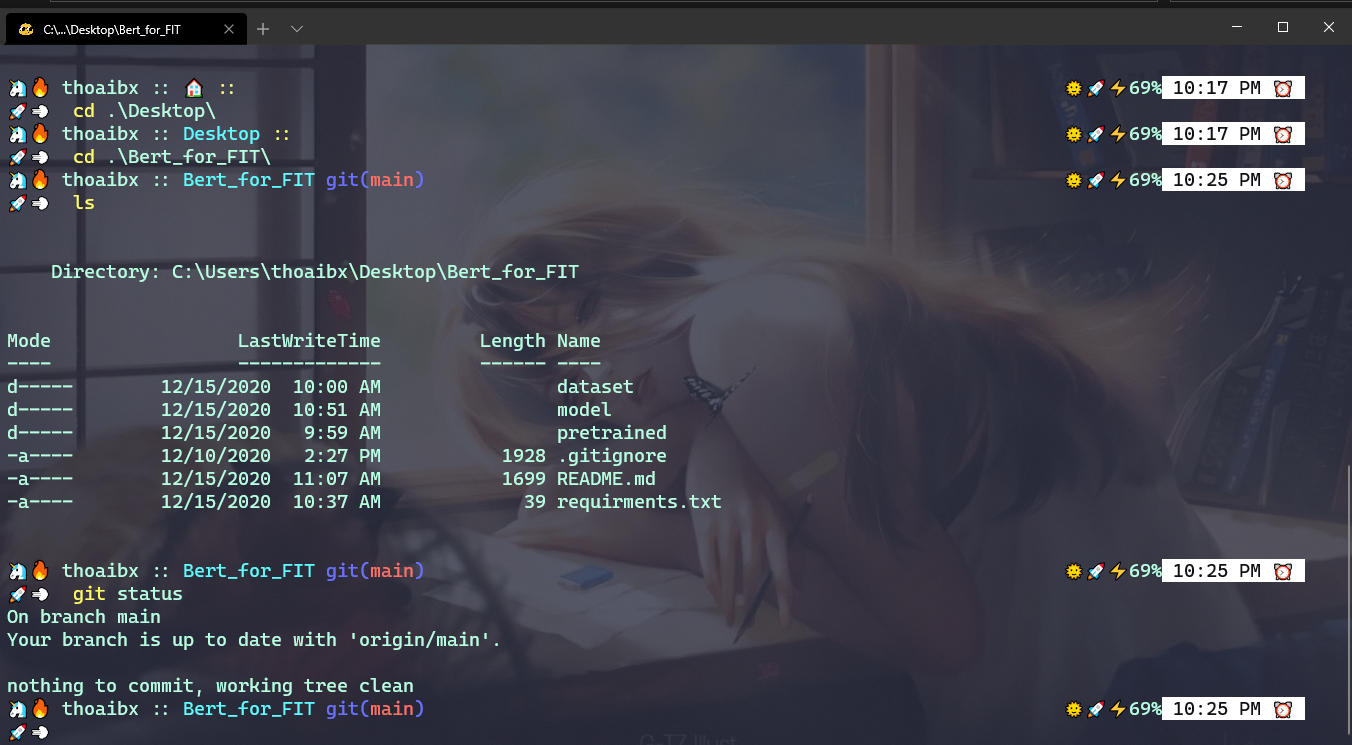 C:\...\Desktop\Bert_for_FIT
thoaibx :: :: 69% 10:17 PM
cd .\Desktop\
thoaibx :: Desktop :: 69% 10:17 PM
cd .\Bert_for_FIT\
thoaibx :: Bert_for_FIT git(main) 69% 10:25 PM
ls
Directory: C:\Users\thoaibx\Desktop\Bert_for_FIT
Mode LastWriteTime Length Name
---- ------------- ------ ----
d----- 12/15/2020 10:00 AM dataset
d----- 12/15/2020 10:51 AM model
d----- 12/15/2020 9:59 AM pretrained
-a---- 12/10/2020 2:27 PM 1928 .gitignore
-a---- 12/15/2020 11:07 AM 1699 README.md
-a---- 12/15/2020 10:37 AM 39 requirments.txt
thoaibx :: Bert_for_FIT git(main) 69% 10:25 PM
git status
On branch main
Your branch is up to date with 'origin/main'.
nothing to commit, working tree clean
thoaibx :: Bert_for_FIT git(main) 69% 10:25 PM